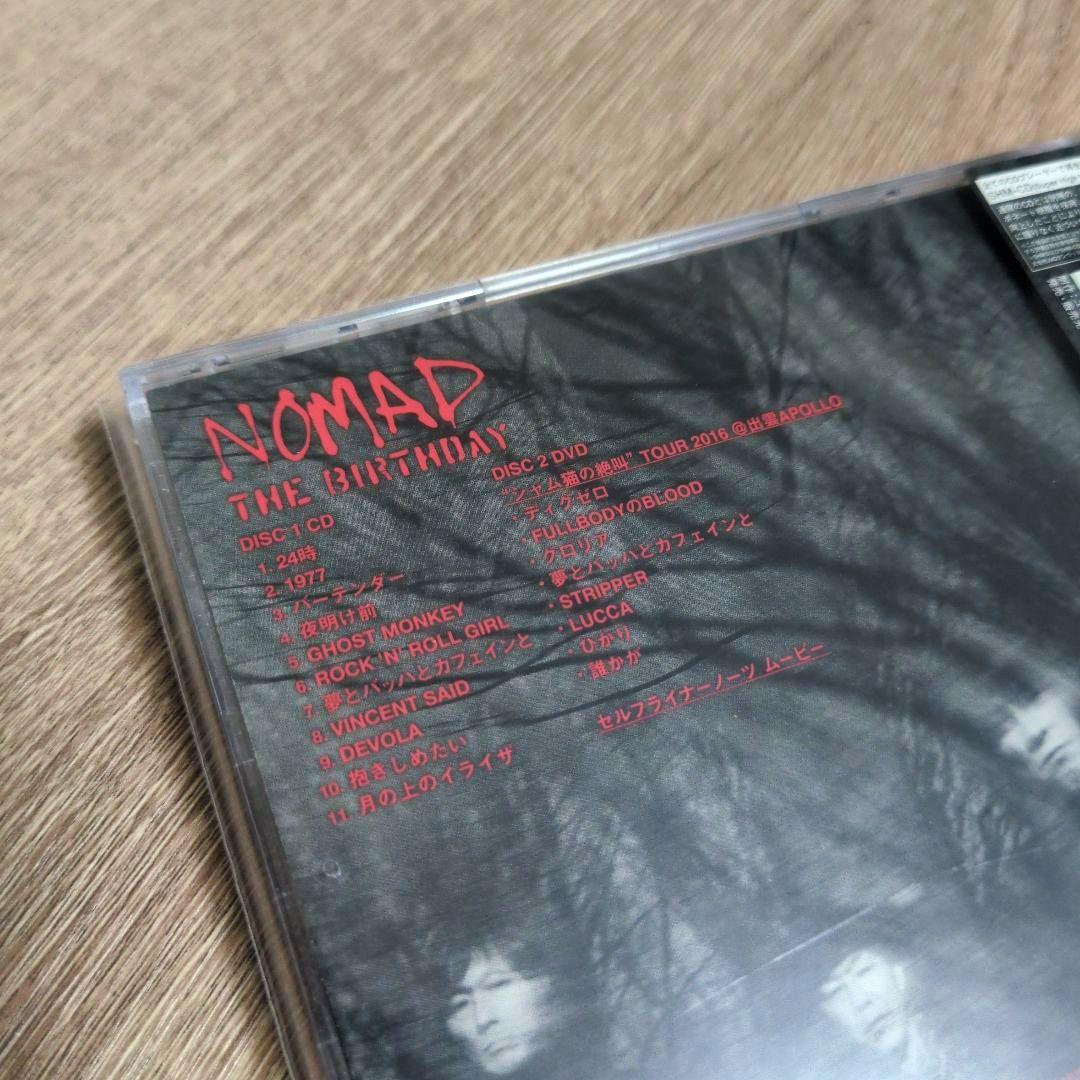 NOMAD
THE BIRTHDAY
DISC 1 CD
1. 24時
2. 1977
3. バーテンダー
4. 夜明け前
5. GHOST MONKEY
6. ROCK 'N' ROLL GIRL
7. 夢とバッハとカフェインと
8. VINCENT SAID
9. DEVOLA
10. 抱きしめたい
11. 月の上のイライザ
DISC 2 DVD
"シャム猫の絶叫" TOUR 2016 @出雲APOLLO
・ディグゼロ
・FULLBODYのBLOOD
・グロリア
・夢とバッハとカフェインと
・STRIPPER
・LUCCA
・ひかり
・誰かが
セルフライナーノーツ ムービー